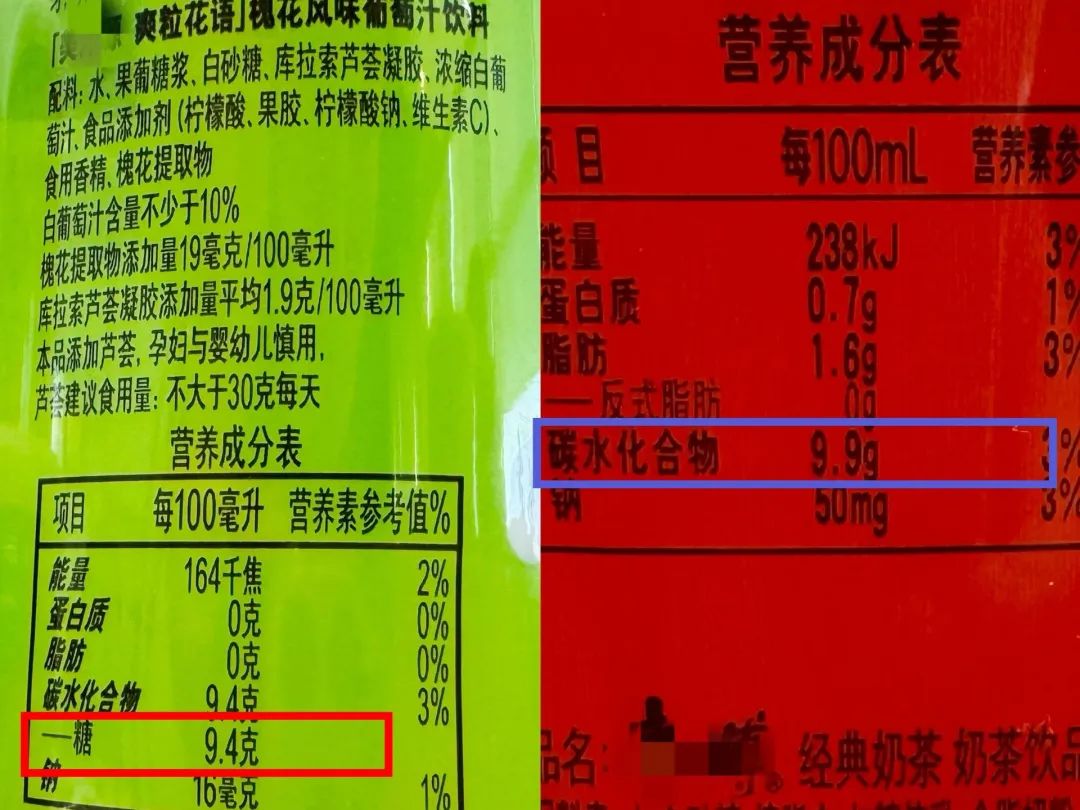 爽粒花语」槐花风味葡萄汁饮料
配料:水、果葡糖浆、白砂糖、库拉索芦荟凝胶、浓缩白葡
萄汁、食品添加剂(柠檬酸、果胶、柠檬酸钠、维生素C)、
食用香精、槐花提取物
白葡萄汁含量不少于10%
槐花提取物添加量19毫克/100毫升
库拉索芦荟凝胶添加量平均1.9克/100毫升
本品添加芦荟,孕妇与婴幼儿慎用,
芦荟建议食用量:不大于30克每天
营养成分表
项目 每100毫升 营养素参考值%
能量 164千焦 2%
蛋白质 0克 0%
脂肪 0克 0%
碳水化合物 9.4克 3%
—糖 9.4克
钠 16毫克 1%
营养成分表
项目 每100mL 营养素参
能量 238kJ 3%
蛋白质 0.7g 1%
脂肪 1.6g 3%
—反式脂肪 0g
碳水化合物 9.9g 3%
钠 50mg 3%
品名: 经典奶茶 奶茶饮品